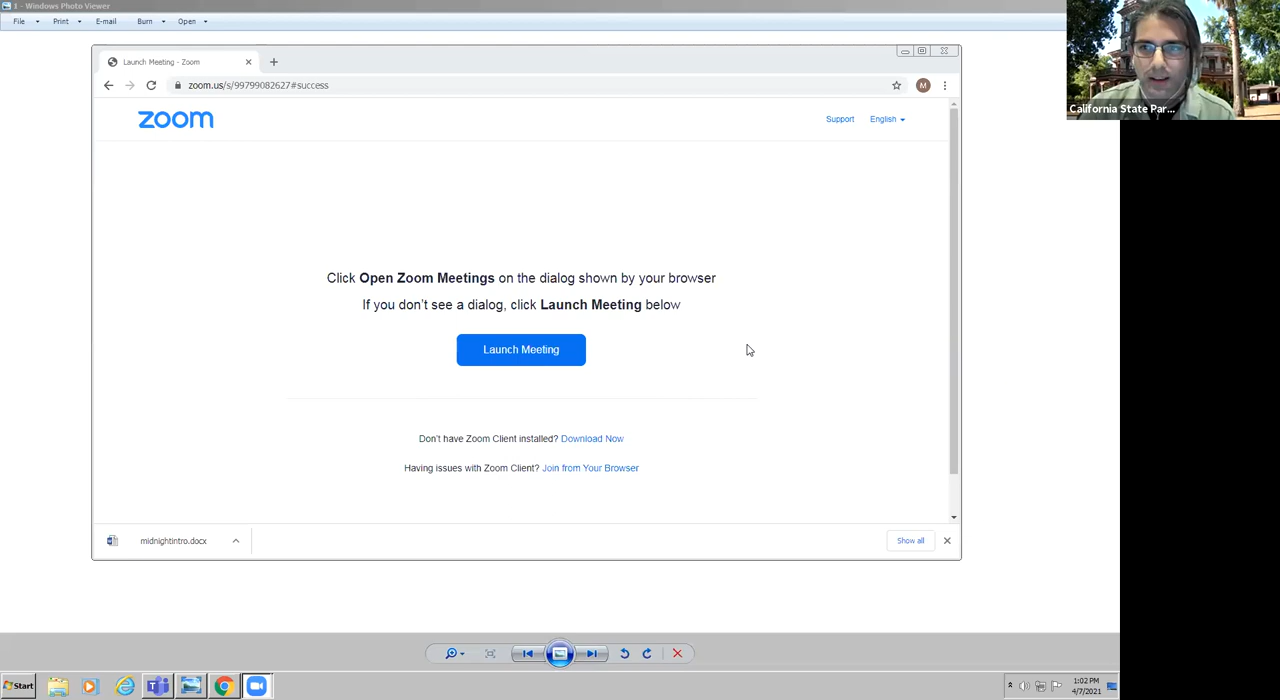 1 - Windows Photo Viewer
File Print E-mail Burn Open
Launch Meeting - Zoom
zoom.us/s/99799082627#success
M
zoom
Support English
Click Open Zoom Meetings on the dialog shown by your browser
If you don't see a dialog, click Launch Meeting below
Launch Meeting
Don't have Zoom Client installed? Download Now
Having issues with Zoom Client? Join from Your Browser
midnightintro.docx
Show all
Start
1:02 PM
4/7/2021
California State Par...